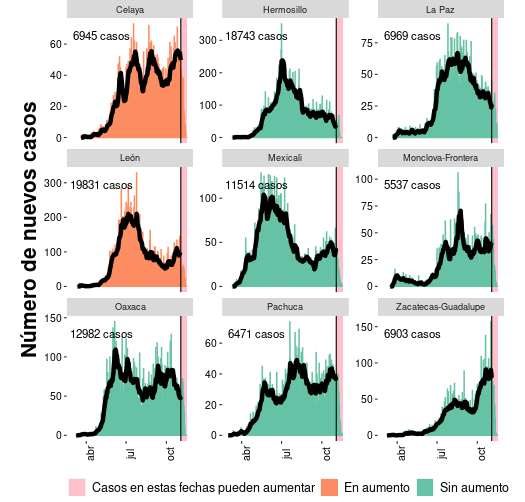 Celaya
Hermosillo
La Paz
6945 casos
18743 casos
6969 casos
60
40
20
0
300
200
100
0
75
50
25
0
León
Mexicali
Monclova-Frontera
19831 casos
11514 casos
5537 casos
300
200
100
0
100
50
0
100
75
50
25
0
Oaxaca
Pachuca
Zacatecas-Guadalupe
12982 casos
6471 casos
6903 casos
150
100
50
0
60
40
20
0
150
100
50
0
abr
jul
oct
abr
jul
oct
abr
jul
oct
Número de nuevos casos
Casos en estas fechas pueden aumentar
En aumento
Sin aumento